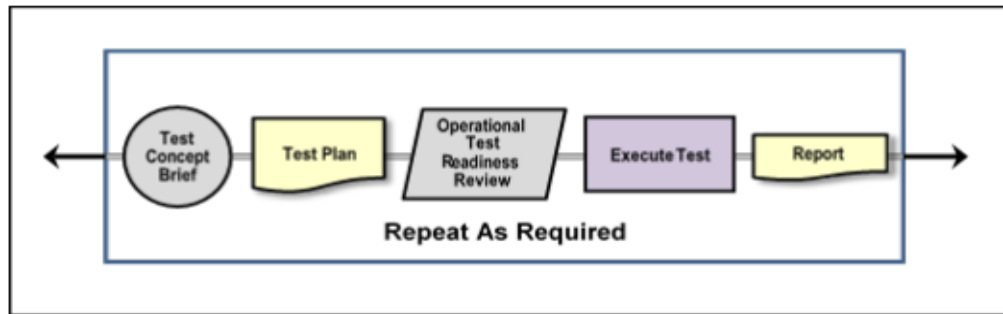 Test
Concept
Brief
Test Plan
Operational
Test
Readiness
Review
Execute Test
Report
Repeat As Required